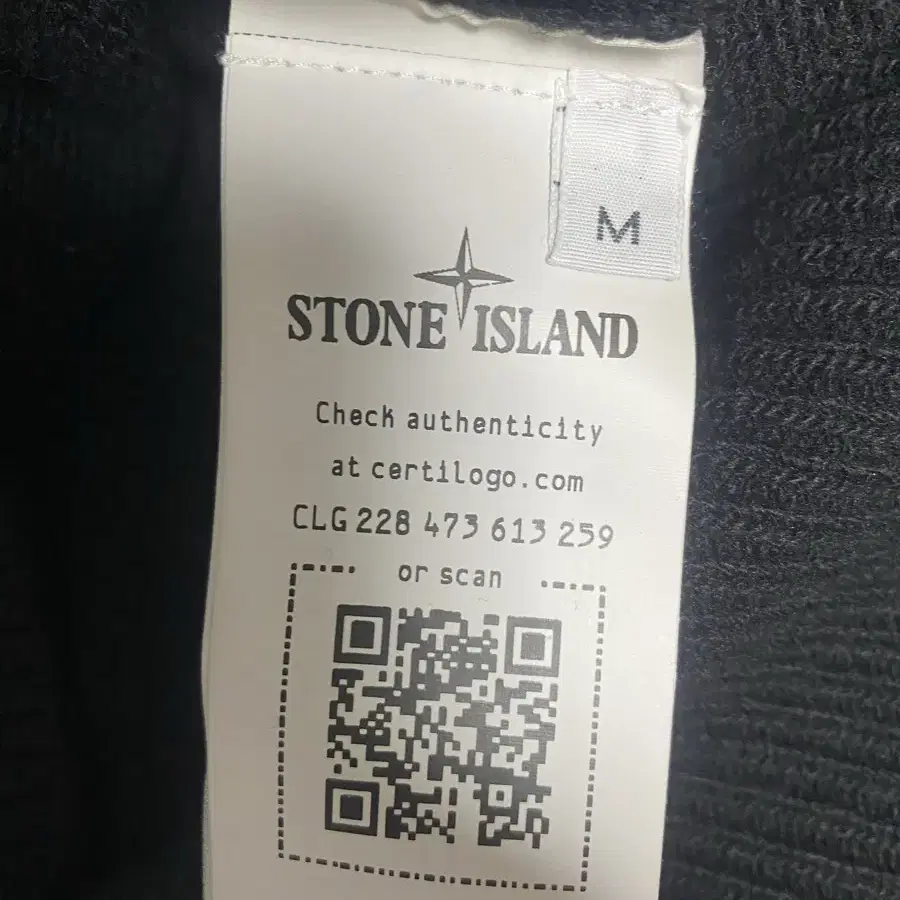 M
STONE ISLAND
Check authenticity
at certilogo.com
CLG 228 473 613 259
or scan